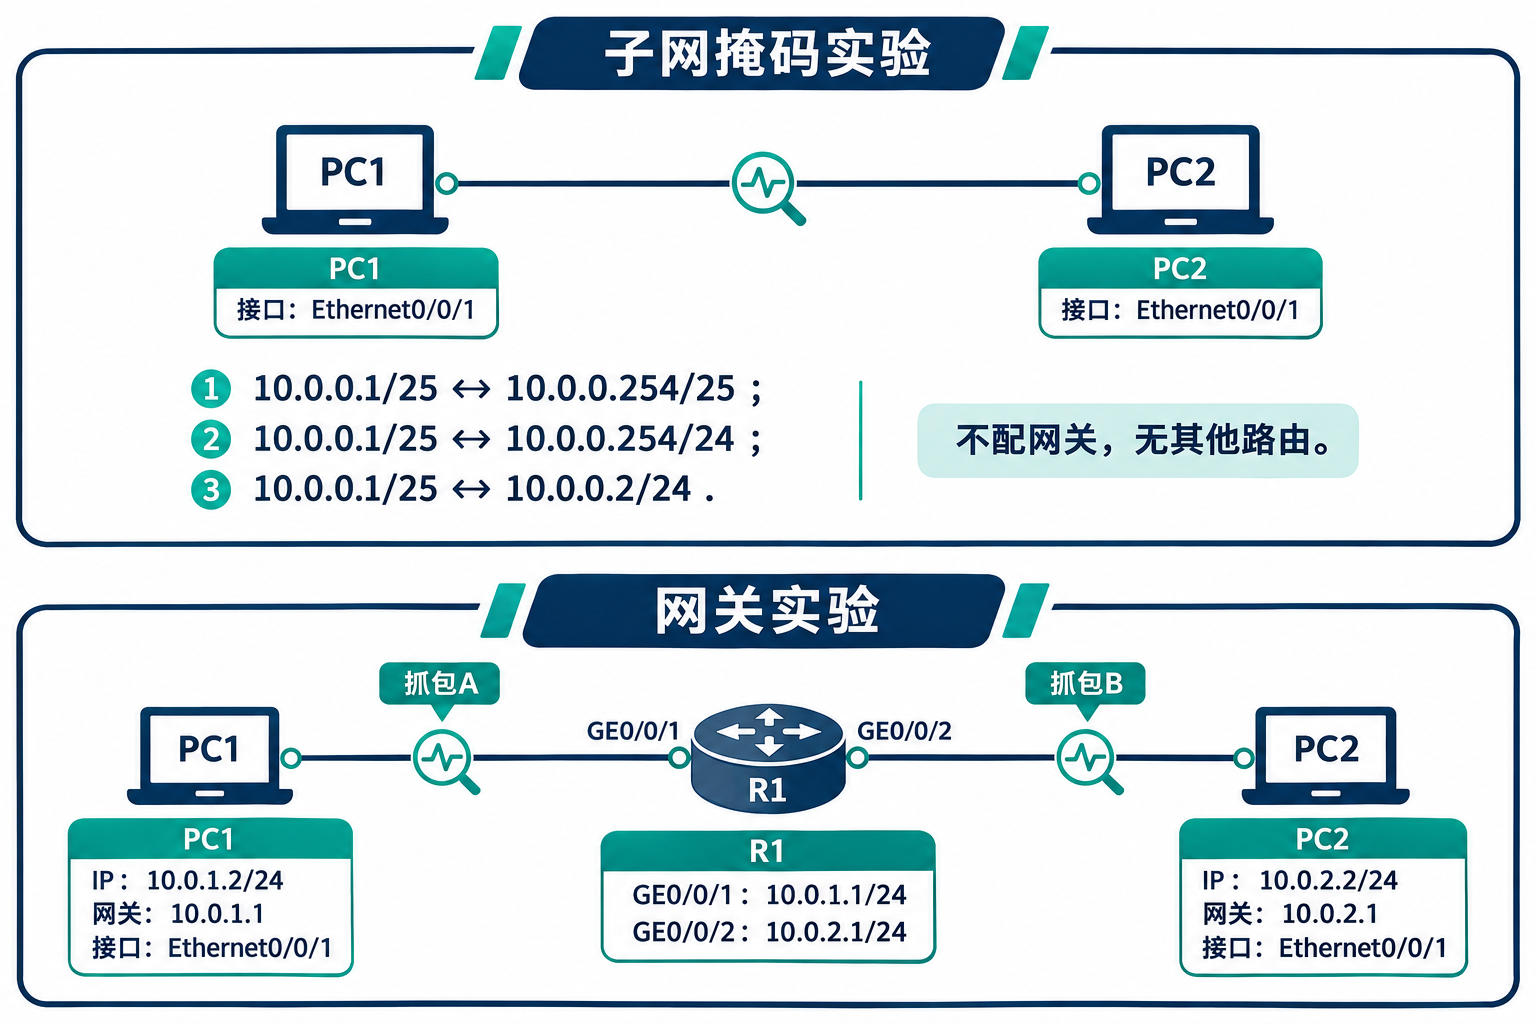 子网掩码实验
PC1
PC2
PC1
接口：Ethernet0/0/1
PC2
接口：Ethernet0/0/1
1 10.0.0.1/25 ↔ 10.0.0.254/25；
2 10.0.0.1/25 ↔ 10.0.0.254/24；
3 10.0.0.1/25 ↔ 10.0.0.2/24．
不配网关，无其他路由。
网关实验
抓包A
抓包B
PC1
GE0/0/1
GE0/0/2
R1
PC2
PC1
IP：10.0.1.2/24
网关：10.0.1.1
接口：Ethernet0/0/1
R1
GE0/0/1：10.0.1.1/24
GE0/0/2：10.0.2.1/24
PC2
IP：10.0.2.2/24
网关：10.0.2.1
接口：Ethernet0/0/1